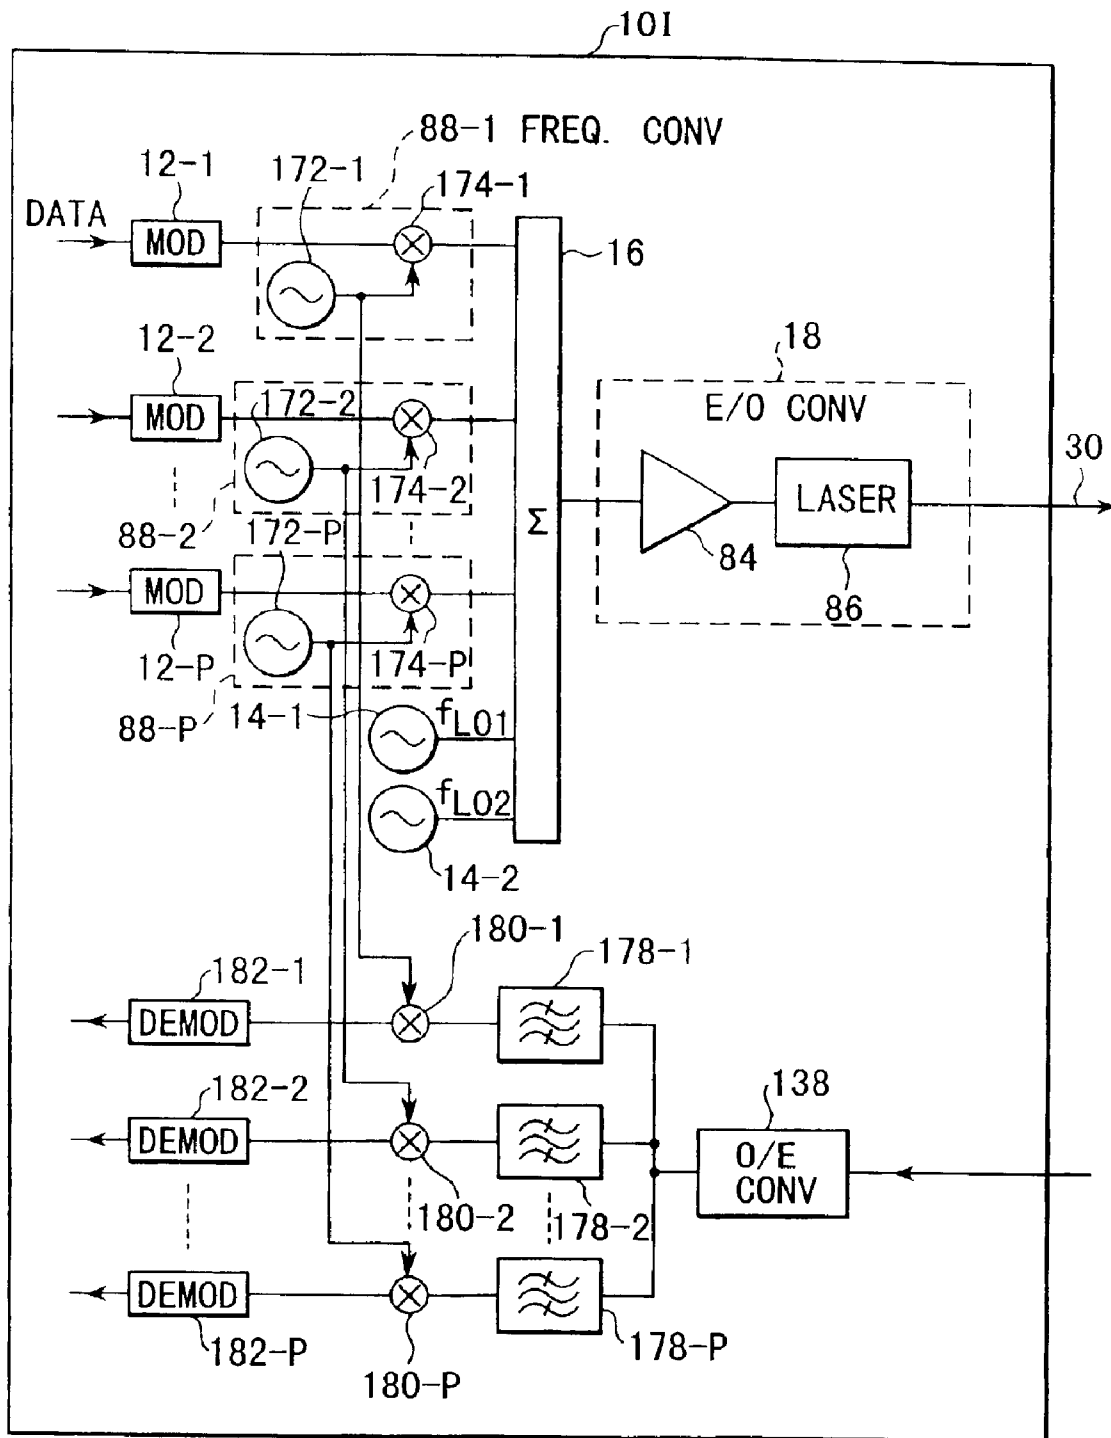 10I
88-1 FREQ. CONV
12-1
172-1
174-1
DATA
MOD
16
12-2
172-2
18
MOD
E/O CONV
30
174-2
LASER
88-2
172-P
Σ
84
MOD
86
12-P
174-P
88-P
14-1
fLO1
fLO2
14-2
180-1
178-1
182-1
DEMOD
182-2
138
DEMOD
O/E
CONV
180-2
178-2
DEMOD
182-P
178-P
180-P